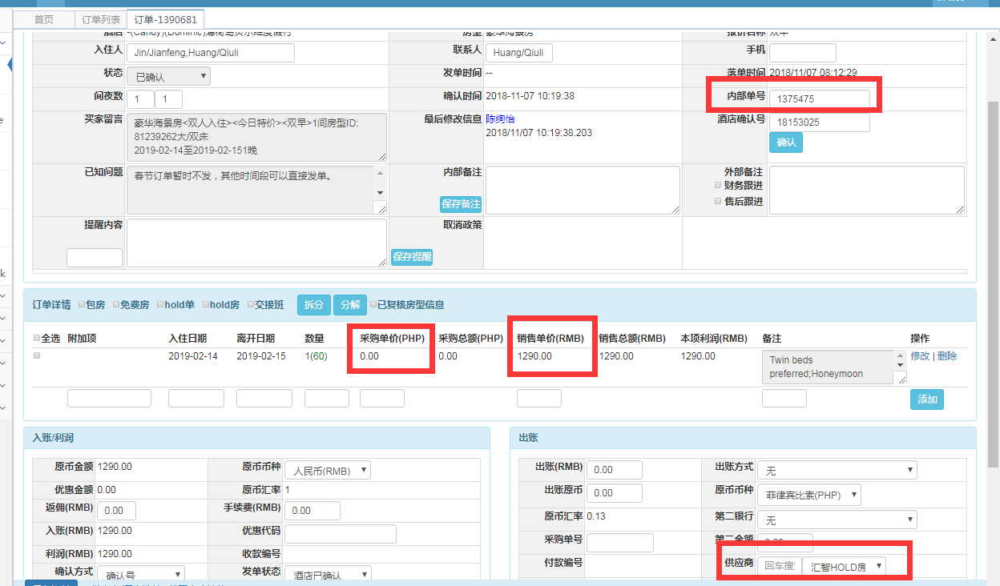 首页 订单列表 订单-1390681
入住人 Jin/Jianfeng,Huang/Qiuli 联系人 Huang/Qiuli 手机
状态 已确认 发单时间 -- 落单时间 2018/11/07 08:12:29
间夜数 1 1 确认时间 2018-11-07 10:19:38 内部单号 1375475
买家留言 豪华海景房<双人入住><今日特价><双早>1间房型ID: 最后修改信息 陈绚怡 酒店确认号 18153025
81239262大/双床 2018/11/07 10:19:38.203 确认
2019-02-14至2019-02-151晚
已知问题 春节订单暂时不发，其他时间段可以直接发单。 内部备注 外部备注
财务跟进
保存备注 售后跟进
提醒内容 取消政策
保存提醒
订单详情 包房 免费房 hold单 hold房 交接班 拆分 分解 已复核房型信息
全选 附加项 入住日期 离开日期 数量 采购单价(PHP) 采购总额(PHP) 销售单价(RMB) 销售总额(RMB) 本项利润(RMB) 备注 操作
2019-02-14 2019-02-15 1(60) 0.00 0.00 1290.00 1290.00 1290.00 Twin beds 修改 | 删除
preferred;Honeymoon
添加
入账/利润 出账
原币金额 1290.00 原币币种 人民币(RMB) 出账(RMB) 0.00 出账方式 无
优惠金额 0.00 原币汇率 1 出账原币 0.00 原币币种 菲律宾比索(PHP)
返佣(RMB) 0.00 手续费(RMB) 0.00 原币汇率 0.13 第二银行 无
入账(RMB) 1290.00 优惠代码 采购单号 第二金额 0.00
利润(RMB) 1290.00 收款编号 付款编号 供应商 回车搜 汇智HOLD房
确认方式 确认号 发单状态 酒店已确认